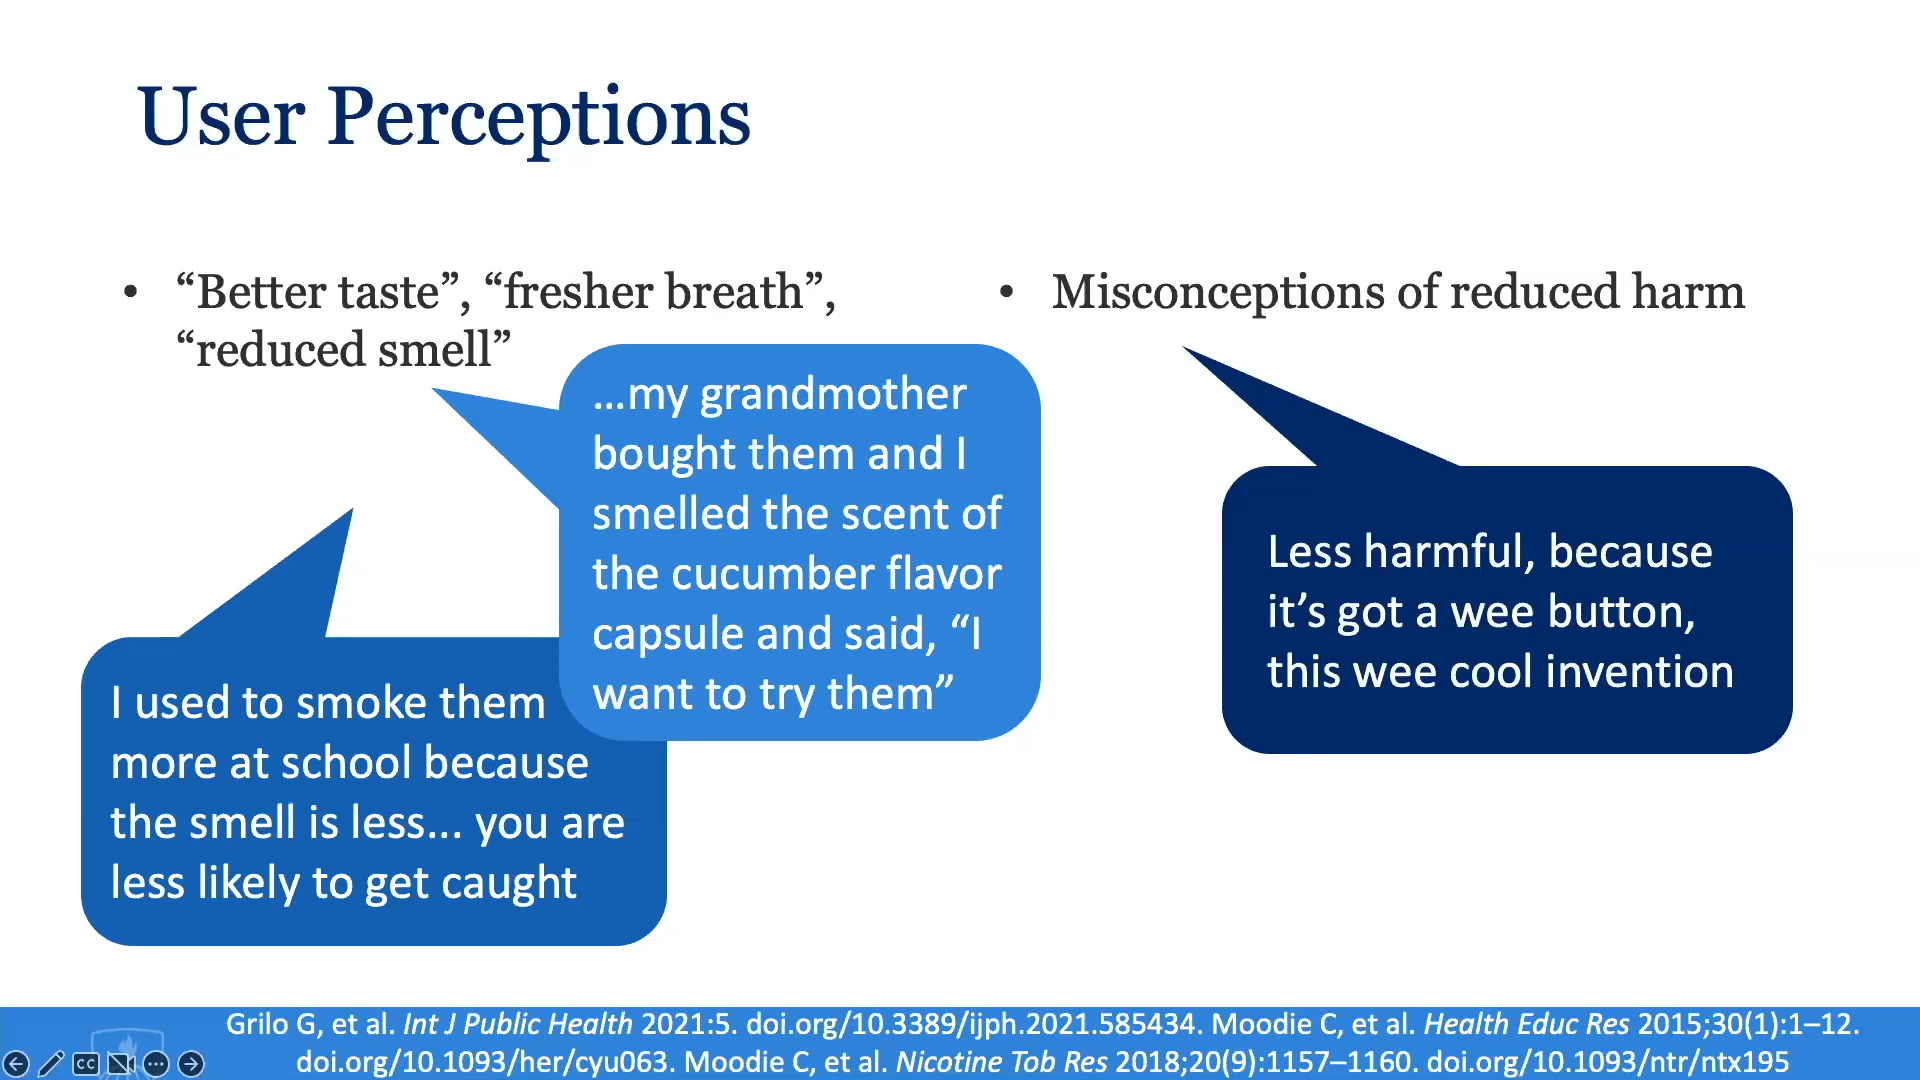 User Perceptions
• “Better taste”, “fresher breath”,
“reduced smell”
• Misconceptions of reduced harm
...my grandmother
bought them and I
smelled the scent of
the cucumber flavor
capsule and said, “I
want to try them”
I used to smoke them
more at school because
the smell is less... you are
less likely to get caught
Less harmful, because
it’s got a wee button,
this wee cool invention
Grilo G, et al. Int J Public Health 2021:5. doi.org/10.3389/ijph.2021.585434. Moodie C, et al. Health Educ Res 2015;30(1):1–12.
doi.org/10.1093/her/cyu063. Moodie C, et al. Nicotine Tob Res 2018;20(9):1157–1160. doi.org/10.1093/ntr/ntx195
CC